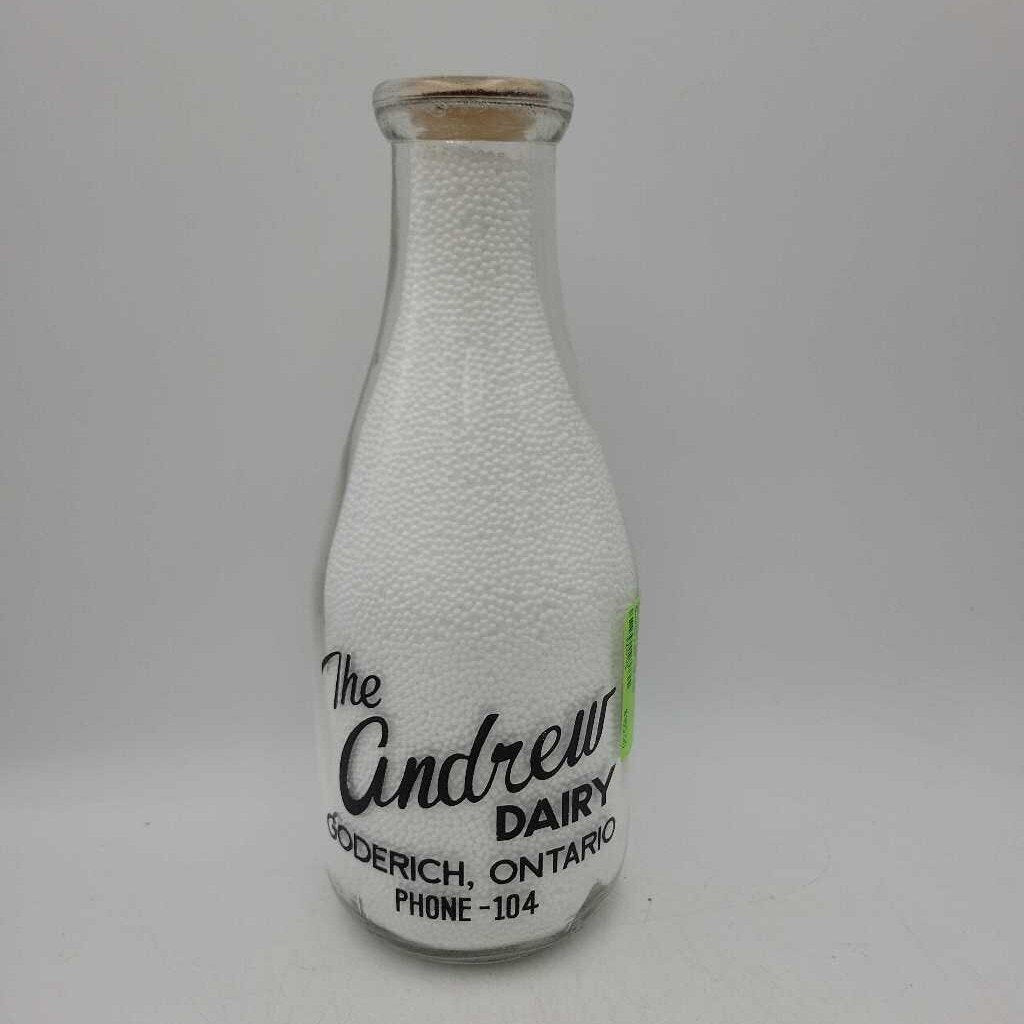 The
Andrew
DAIRY
GODERICH, ONTARIO
PHONE - 104